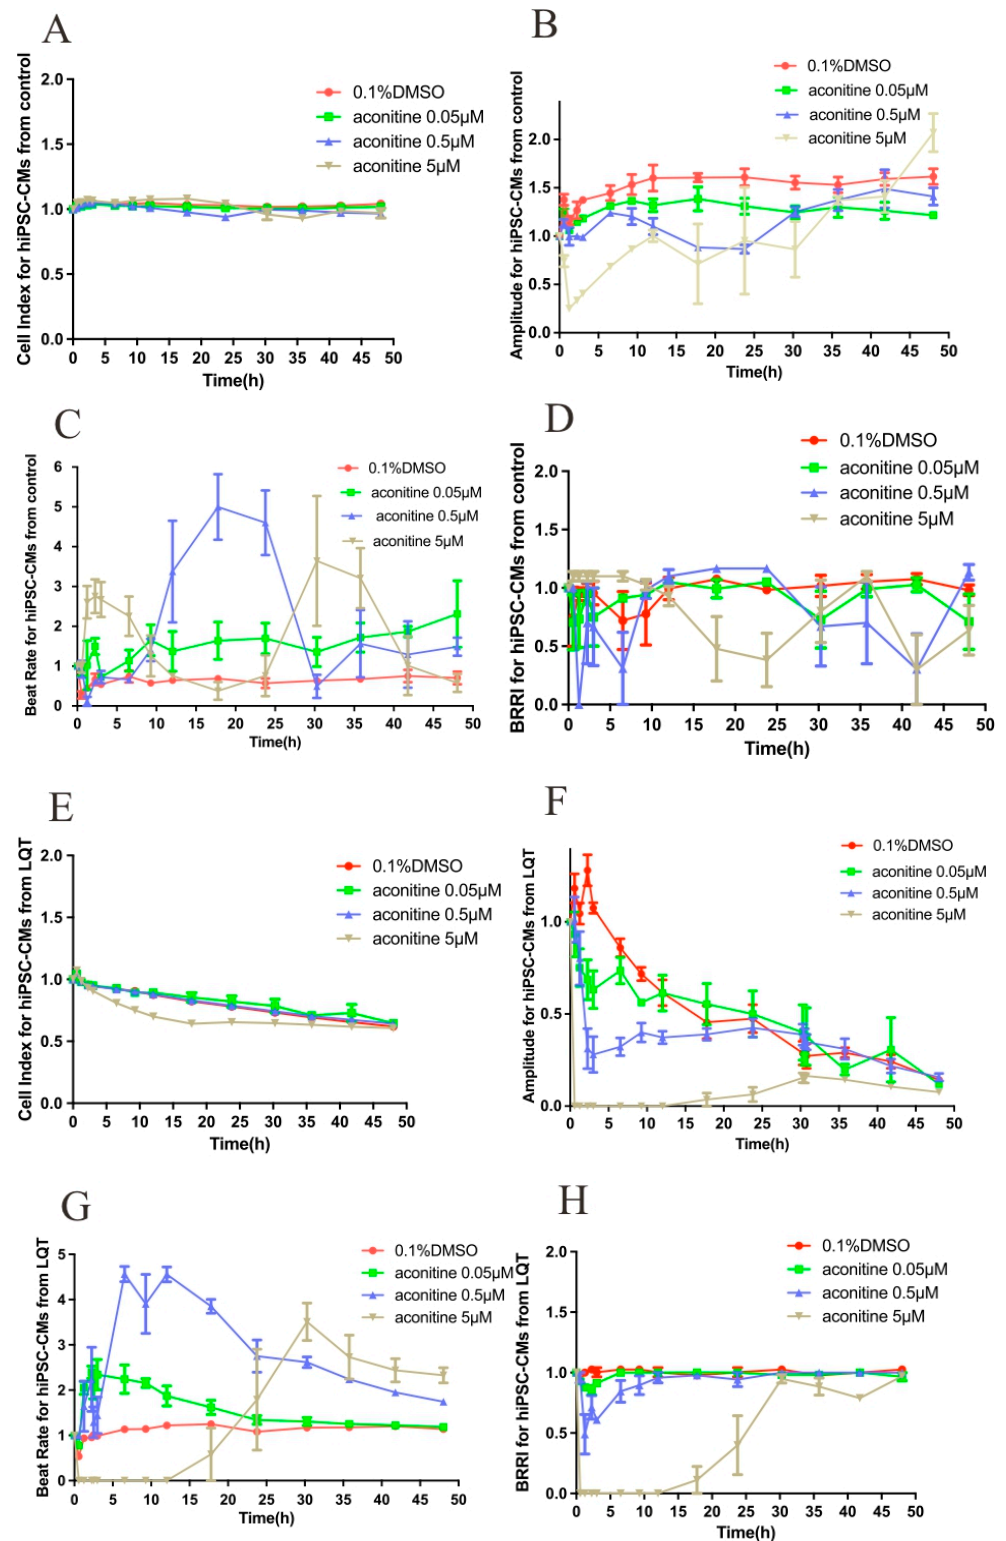 A
Cell Index for hiPSC-CMs from control
2.0
1.5
1.0
0.5
0.0
0 5 10 15 20 25 30 35 40 45 50
Time(h)
0.1%DMSO
aconitine 0.05μM
aconitine 0.5μM
aconitine 5μM
B
Amplitude for hiPSC-CMs from control
2.0
1.5
1.0
0.5
0.0
0 5 10 15 20 25 30 35 40 45 50
Time(h)
0.1%DMSO
aconitine 0.05μM
aconitine 0.5μM
aconitine 5μM
C
Beat Rate for hiPSC-CMs from control
6
5
4
3
2
1
0
0 5 10 15 20 25 30 35 40 45 50
Time(h)
0.1%DMSO
aconitine 0.05μM
aconitine 0.5μM
aconitine 5μM
D
BRRI for hiPSC-CMs from control
2.0
1.5
1.0
0.5
0.0
0 5 10 15 20 25 30 35 40 45 50
Time(h)
0.1%DMSO
aconitine 0.05μM
aconitine 0.5μM
aconitine 5μM
E
Cell Index for hiPSC-CMs from LQT
2.0
1.5
1.0
0.5
0.0
0 5 10 15 20 25 30 35 40 45 50
Time(h)
0.1%DMSO
aconitine 0.05μM
aconitine 0.5μM
aconitine 5μM
F
Amplitude for hiPSC-CMs from LQT
1.0
0.5
0.0
0 5 10 15 20 25 30 35 40 45 50
Time(h)
0.1%DMSO
aconitine 0.05μM
aconitine 0.5μM
aconitine 5μM
G
Beat Rate for hiPSC-CMs from LQT
5
4
3
2
1
0
0 5 10 15 20 25 30 35 40 45 50
Time(h)
0.1%DMSO
aconitine 0.05μM
aconitine 0.5μM
aconitine 5μM
H
BRRI for hiPSC-CMs from LQT
2.0
1.5
1.0
0.5
0.0
0 5 10 15 20 25 30 35 40 45 50
Time(h)
0.1%DMSO
aconitine 0.05μM
aconitine 0.5μM
aconitine 5μM